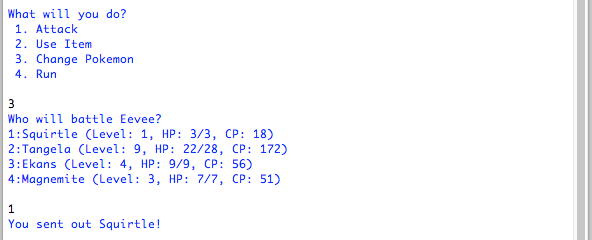 What will you do?
1. Attack
2. Use Item
3. Change Pokemon
4. Run
3
Who will battle Eevee?
1:Squirtle (Level: 1, HP: 3/3, CP: 18)
2:Tangela (Level: 9, HP: 22/28, CP: 172)
3:Ekans (Level: 4, HP: 9/9, CP: 56)
4:Magnemite (Level: 3, HP: 7/7, CP: 51)
1
You sent out Squirtle!